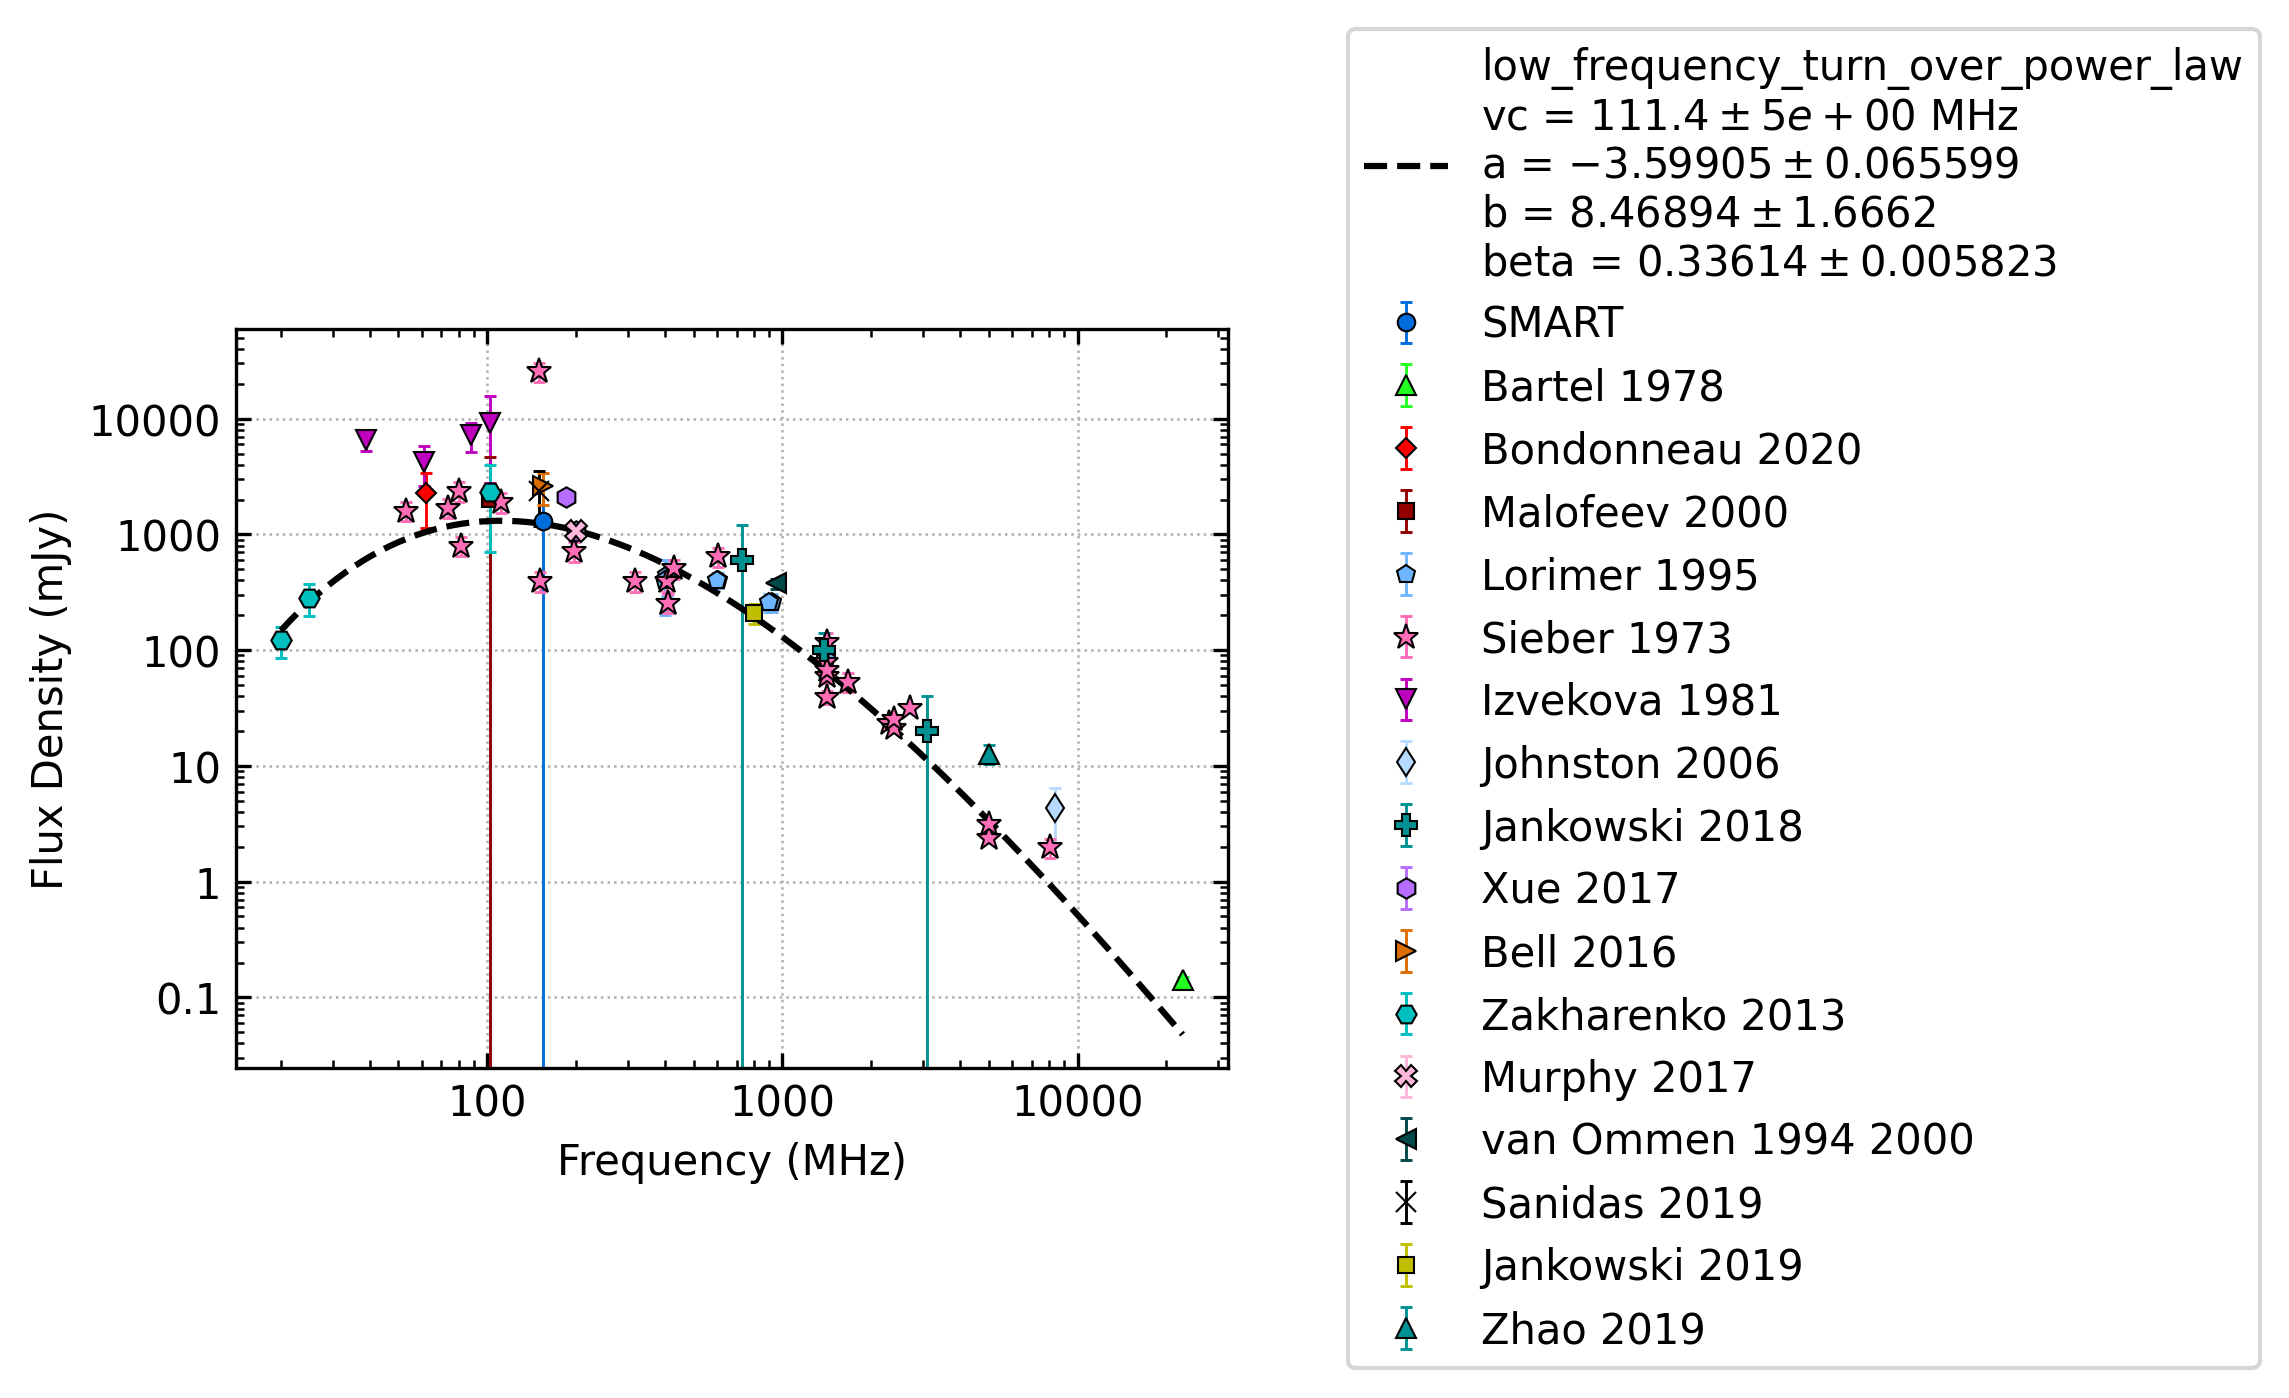 low_frequency_turn_over_power_law
vc = 111.4 ± 5e + 00 MHz
a = −3.59905 ± 0.065599
b = 8.46894 ± 1.6662
beta = 0.33614 ± 0.005823
SMART
Bartel 1978
Bondonneau 2020
Malofeev 2000
Lorimer 1995
Sieber 1973
Izvekova 1981
Johnston 2006
Jankowski 2018
Xue 2017
Bell 2016
Zakharenko 2013
Murphy 2017
van Ommen 1994 2000
Sanidas 2019
Jankowski 2019
Zhao 2019
Flux Density (mJy)
10000
1000
100
10
1
0.1
100 1000 10000
Frequency (MHz)